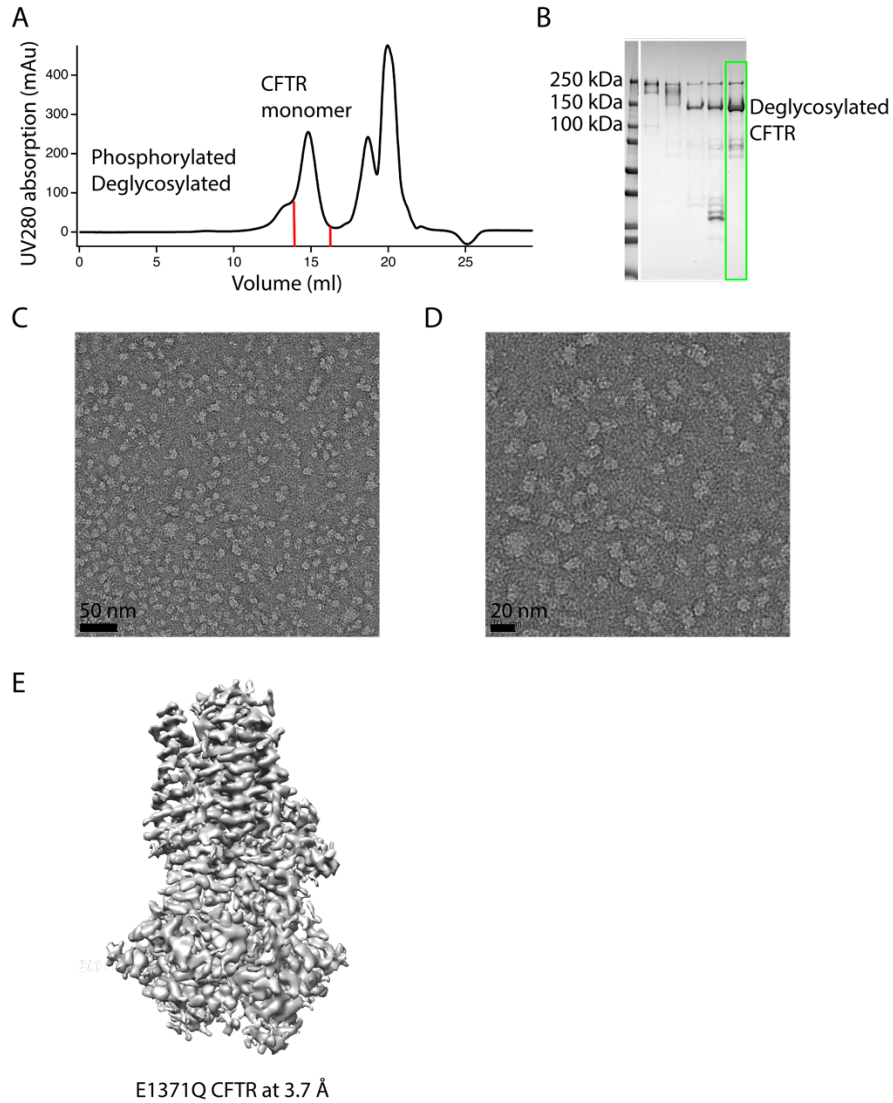 A
UV280 absorption (mAu)
400
300
200
100
0
CFTR
monomer
Phosphorylated
Deglycosylated
0 5 10 15 20 25
Volume (ml)
B
250 kDa
150 kDa
100 kDa
Deglycosylated
CFTR
C
50 nm
D
20 nm
E
E1371Q CFTR at 3.7 Å